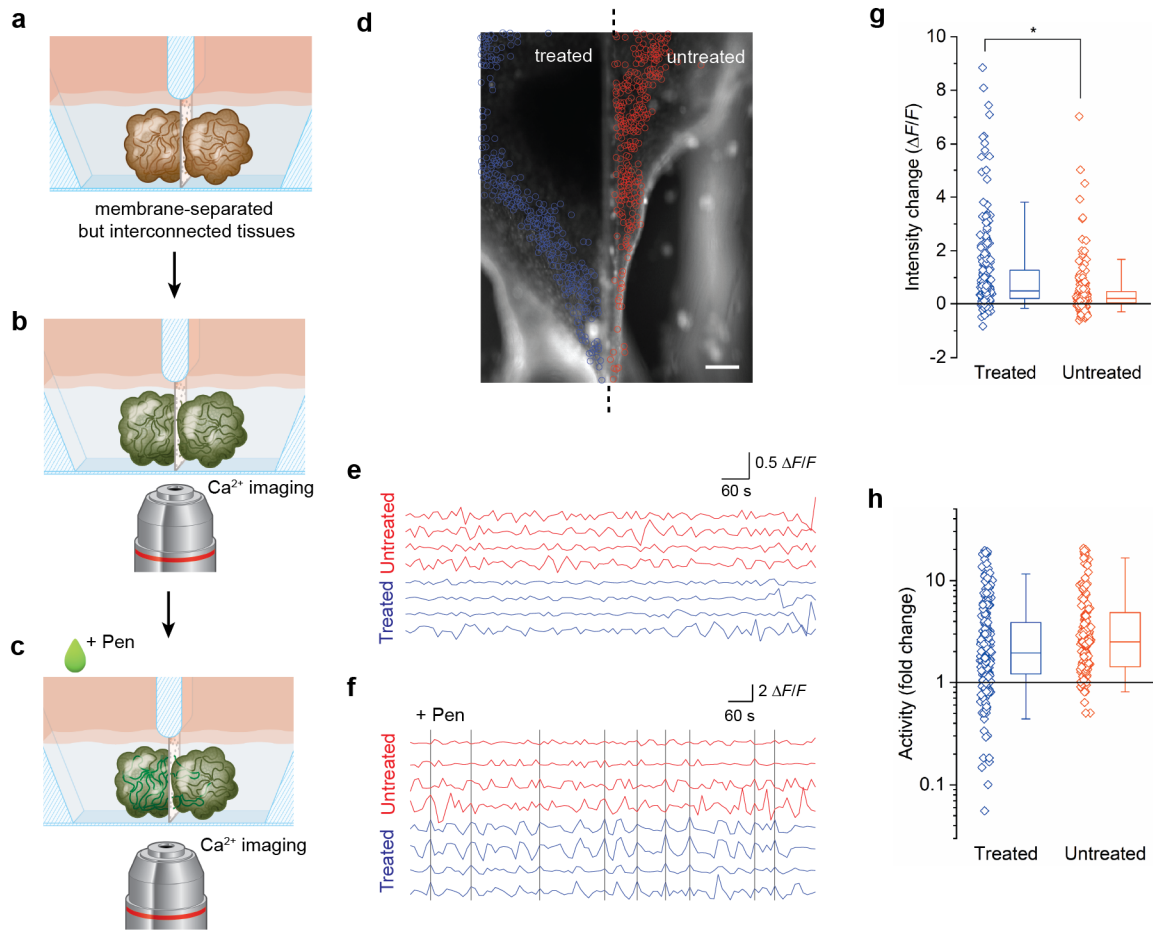 a
membrane-separated
but interconnected tissues
b
Ca²⁺ imaging
c
+ Pen
Ca²⁺ imaging
d
treated
untreated
e
0.5 ΔF/F
60 s
Untreated
Treated
f
2 ΔF/F
60 s
+ Pen
Untreated
Treated
g
*
Intensity change (ΔF/F)
10
8
6
4
2
0
-2
Treated
Untreated
h
Activity (fold change)
10
1
0.1
Treated
Untreated